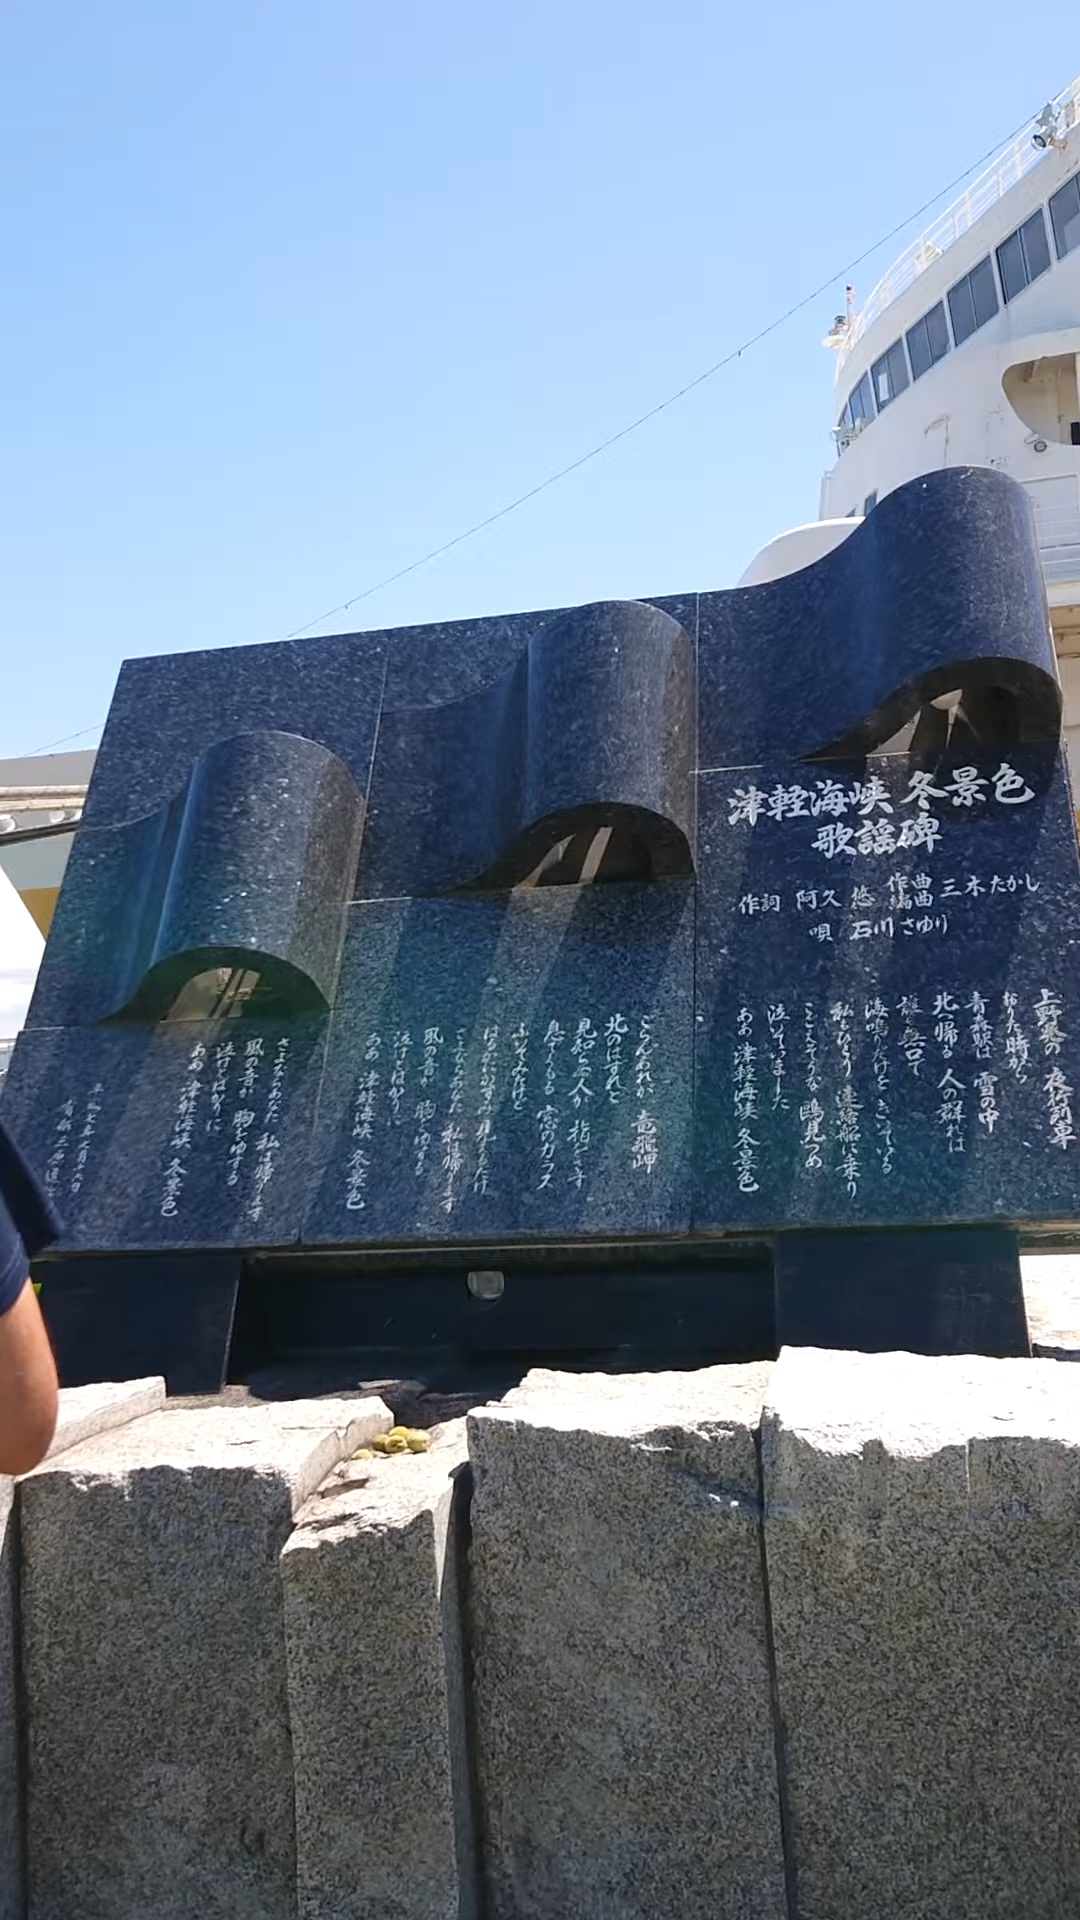 津軽海峡 冬景色
歌謡碑
作詞 阿久 悠 作曲 編曲 三木たかし
唄 石川さゆり
上野発の 夜行列車
おりた時から
青森駅は 雪の中
北へ帰る 人の群れは
誰も無口で
海鳴りだけを きいている
私もひとり 連絡船に乗り
こごえそうな 鴎見つめ
泣いていました
ああ 津軽海峡 冬景色
ごらんあれが 竜飛岬
北のはずれと
見知らぬ人が 指をさす
息でくもる 窓のガラス
ふいてみたけど
はるかにかすみ 見えるだけ
さよならあなた 私は帰ります
風の音が 胸をゆする
泣けとばかりに
ああ 津軽海峡 冬景色
さよならあなた 私は帰ります
風の音が 胸をゆする
泣けとばかりに
ああ 津軽海峡 冬景色